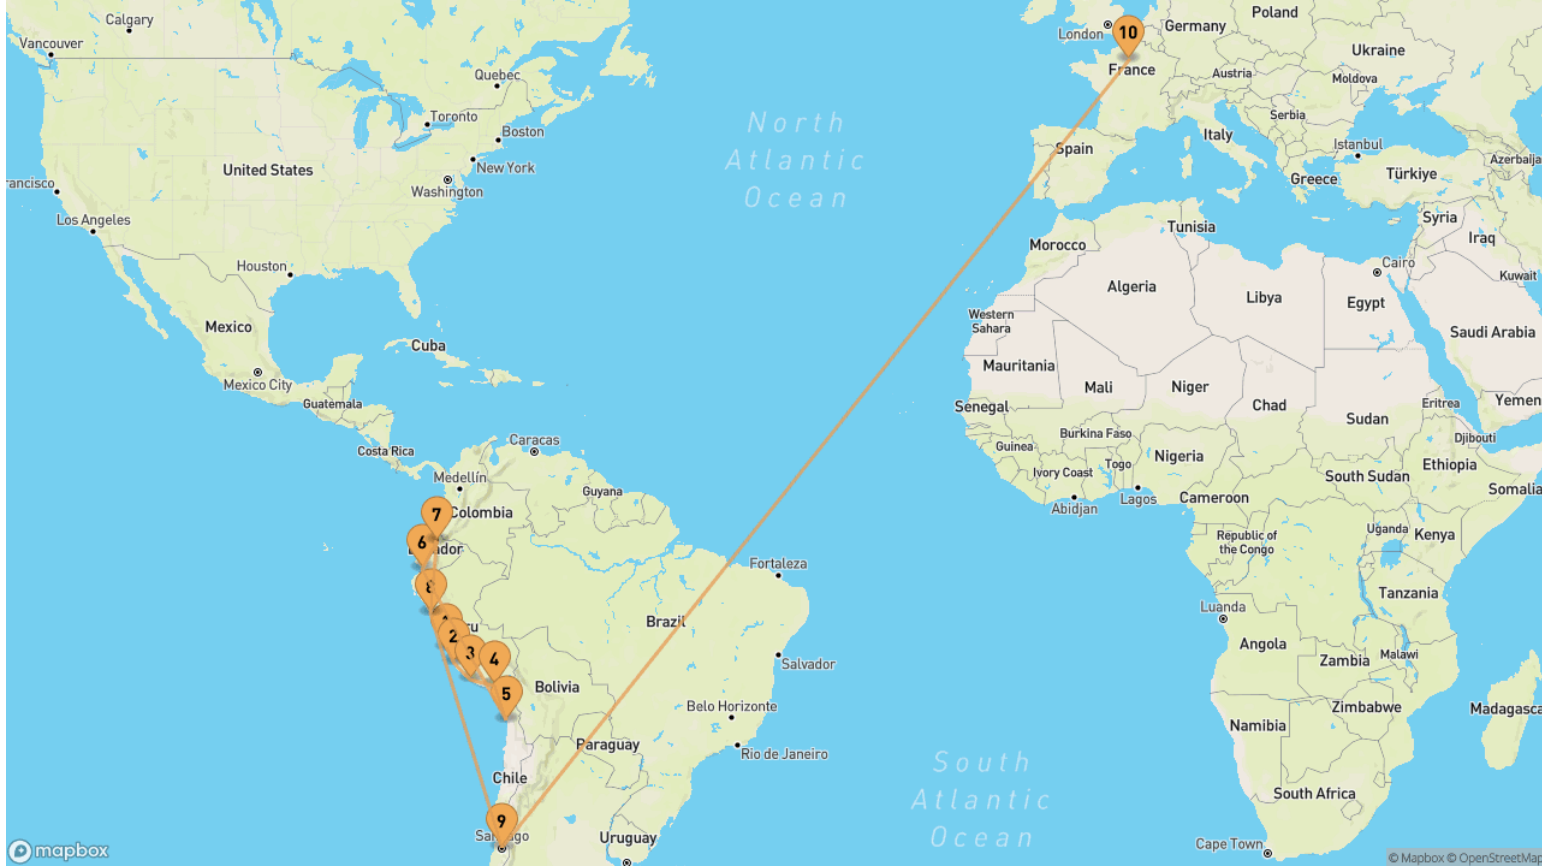 Calgary
Vancouver
Quebec
Toronto
Boston
New York
Washington
United States
Los Angeles
Houston
Mexico
Mexico City
Cuba
Guatemala
Costa Rica
Caracas
Medellín
Guyana
Colombia
North
Atlantic
Ocean
London
10
Germany
Poland
France
Ukraine
Austria
Moldova
Serbia
Italy
Spain
Istanbul
Greece
Türkiye
Azerbaija
Syria
Iraq
Tunisia
Morocco
Cairo
Kuwait
Algeria
Libya
Egypt
Saudi Arabia
Western
Sahara
Mauritania
Mali
Niger
Chad
Sudan
Eritrea
Yemen
Senegal
Burkina Faso
Djibouti
Guinea
Ivory Coast
Togo
Nigeria
South Sudan
Ethiopia
Somalia
Abidjan
Lagos
Cameroon
Republic of
the Congo
Uganda
Kenya
Tanzania
Luanda
Angola
Zambia
Malawi
Zimbabwe
Madagasca
Namibia
South Africa
Cape Town
7
6
8
2
3
4
5
9
Fortaleza
Brazil
Salvador
Bolivia
Belo Horizonte
Rio de Janeiro
Paraguay
Chile
Uruguay
South
Atlantic
Ocean
mapbox
© Mapbox © OpenStreetMap